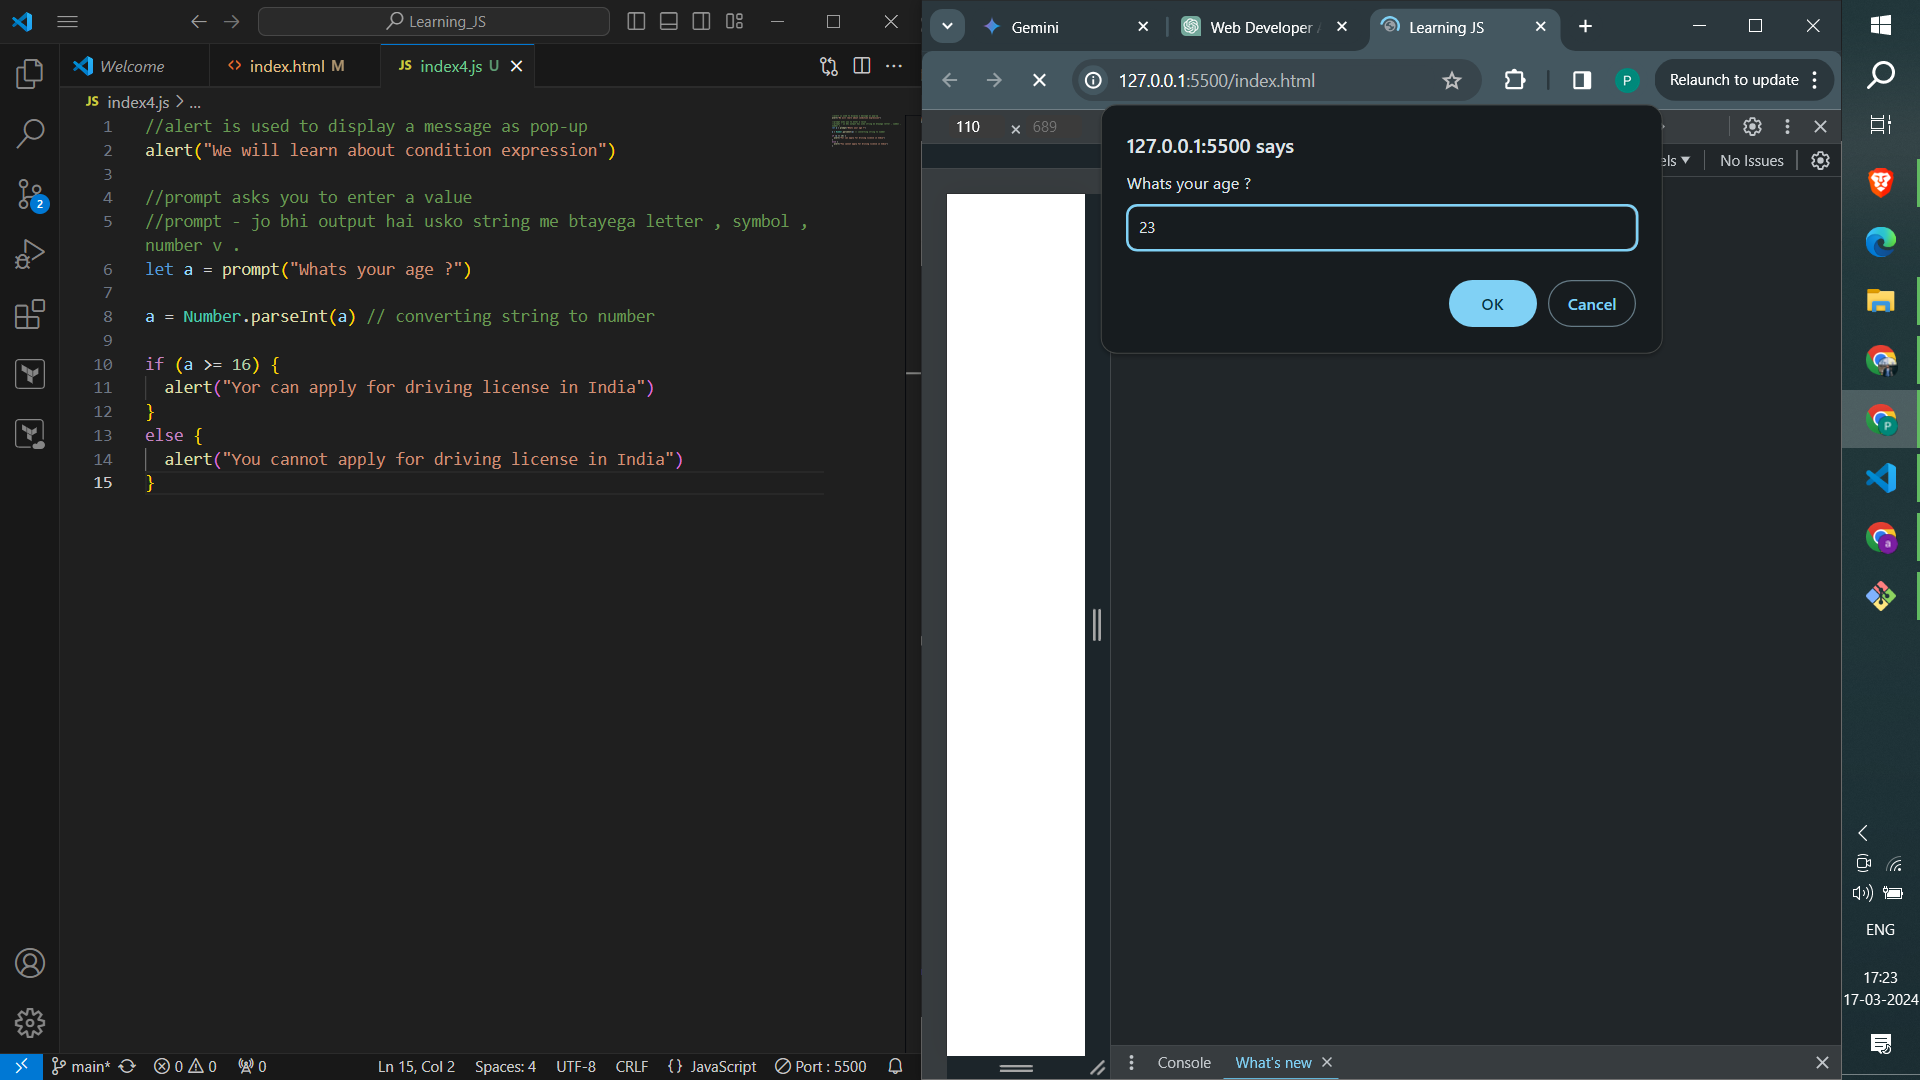 Learning_JS
Welcome
index.html M
JS index4.js U
JS index4.js > ...
1 //alert is used to display a message as pop-up
2 alert("We will learn about condition expression")
3
4 //prompt asks you to enter a value
5 //prompt - jo bhi output hai usko string me btayega letter , symbol ,
number v .
6 let a = prompt("Whats your age ?")
7
8 a = Number.parseInt(a) // converting string to number
9
10 if (a >= 16) {
11 alert("Yor can apply for driving license in India")
12 }
13 else {
14 alert("You cannot apply for driving license in India")
15 }
2
main* 0 0 0 Ln 15, Col 2 Spaces: 4 UTF-8 CRLF {} JavaScript Port : 5500
Gemini
Web Developer
Learning JS
127.0.0.1:5500/index.html
P
Relaunch to update
110 x 689
No Issues
127.0.0.1:5500 says
Whats your age ?
23
OK
Cancel
Console
What's new
P
a
ENG
17:23
17-03-2024